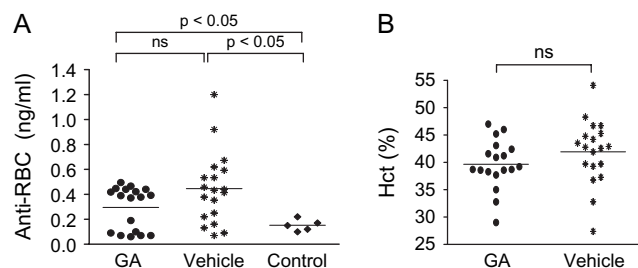 A
p < 0.05
ns
p < 0.05
Anti-RBC (ng/ml)
1.4
1.2
1.0
0.8
0.6
0.4
0.2
0.0
GA
Vehicle
Control
B
ns
Hct (%)
55
50
45
40
35
30
25
GA
Vehicle